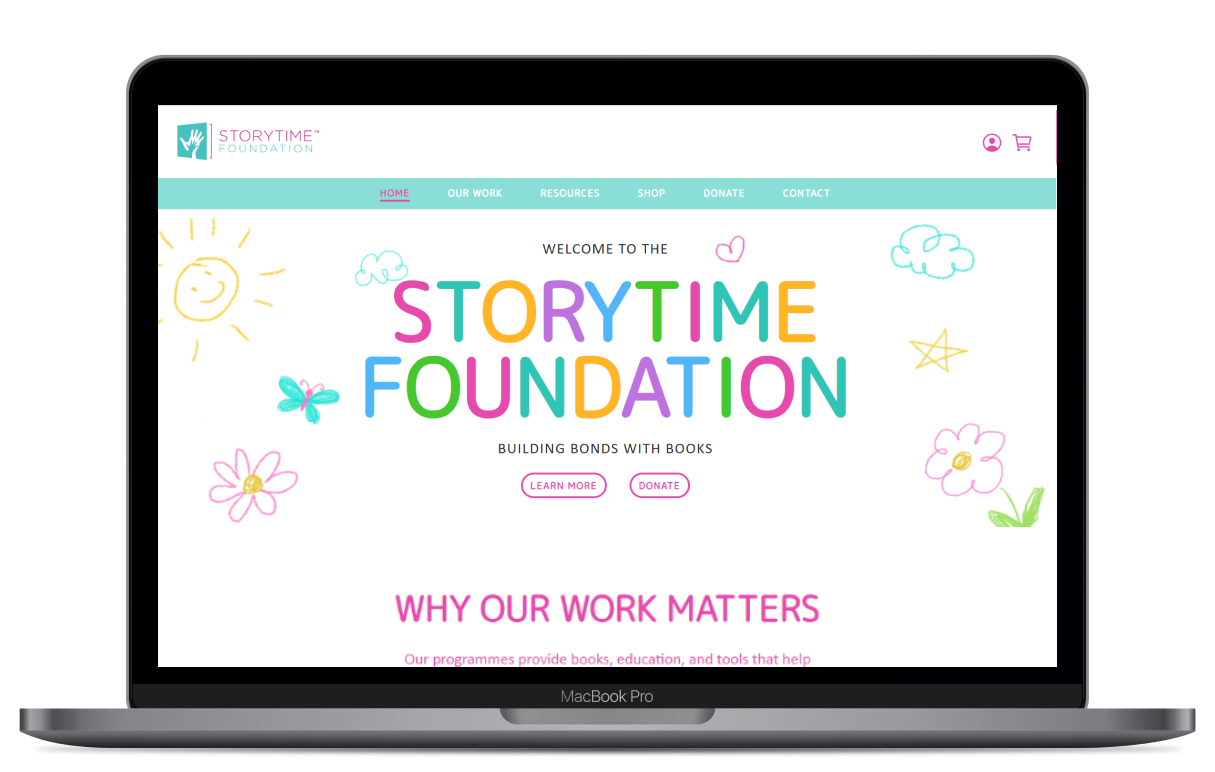 STORYTIME™
FOUNDATION
HOME OUR WORK RESOURCES SHOP DONATE CONTACT
WELCOME TO THE
STORYTIME
FOUNDATION
BUILDING BONDS WITH BOOKS
LEARN MORE DONATE
WHY OUR WORK MATTERS
Our programmes provide books, education, and tools that help
MacBook Pro